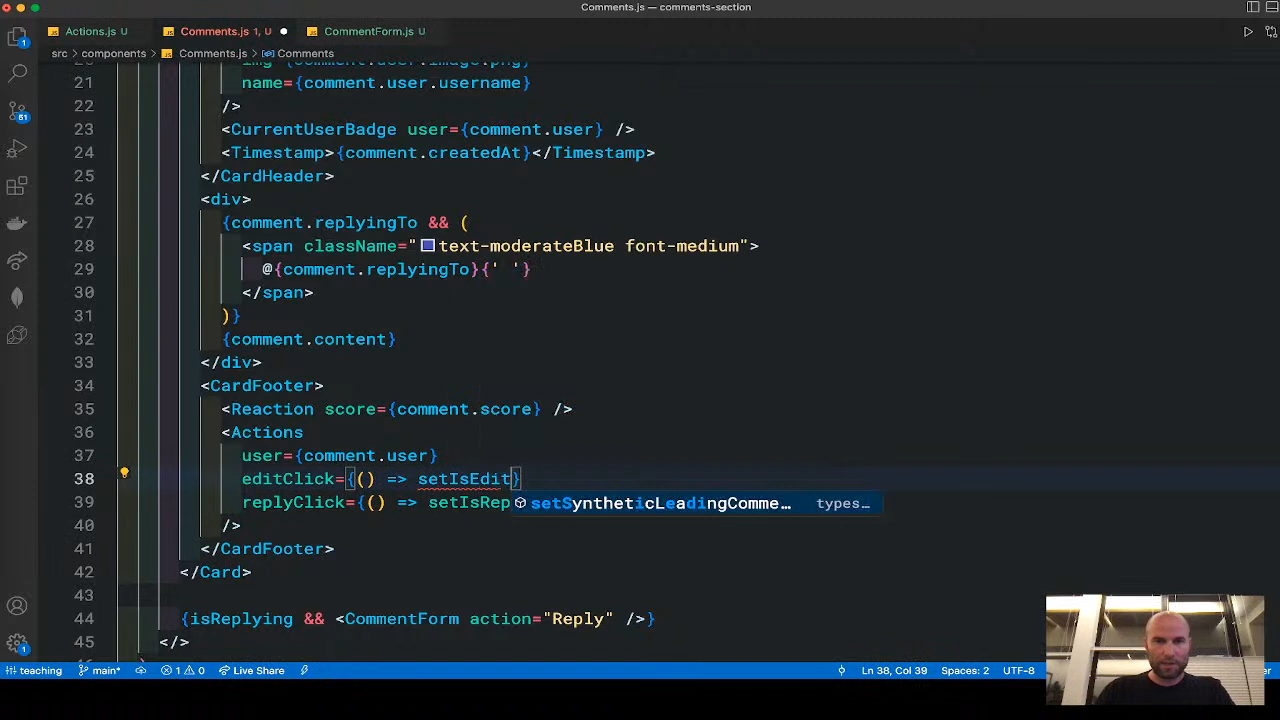 Comments.js — comments-section
Actions.js U
Comments.js 1, U
CommentForm.js U
src > components > Comments.js > Comments
21 name={comment.user.username}
22 />
23 <CurrentUserBadge user={comment.user} />
24 <Timestamp>{comment.createdAt}</Timestamp>
25 </CardHeader>
26 <div>
27 {comment.replyingTo && (
28 <span className="text-moderateBlue font-medium">
29 @{comment.replyingTo}{' '}
30 </span>
31 )}
32 {comment.content}
33 </div>
34 <CardFooter>
35 <Reaction score={comment.score} />
36 <Actions
37 user={comment.user}
38 editClick={() => setIsEdit}
39 replyClick={() => setIsRep
setSyntheticLeadingComme… types…
40 />
41 </CardFooter>
42 </Card>
43
44 {isReplying && <CommentForm action="Reply" />}
45 </>
1
51
1
teaching main* 1 0 Live Share Ln 38, Col 39 Spaces: 2 UTF-8